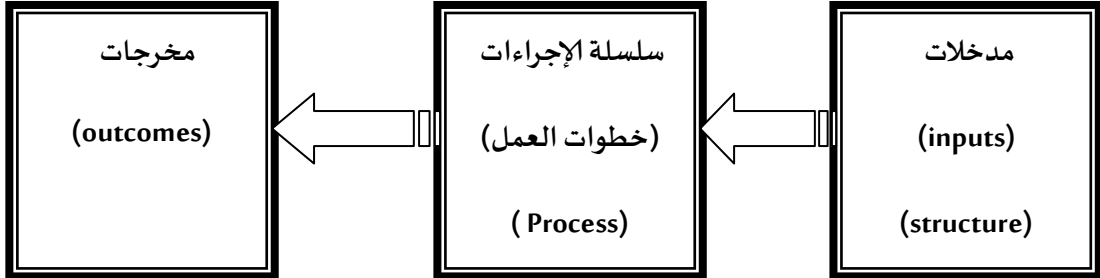 مدخلات
(inputs)
(structure)
سلسلة الإجراءات
(خطوات العمل)
( Process)
مخرجات
(outcomes)